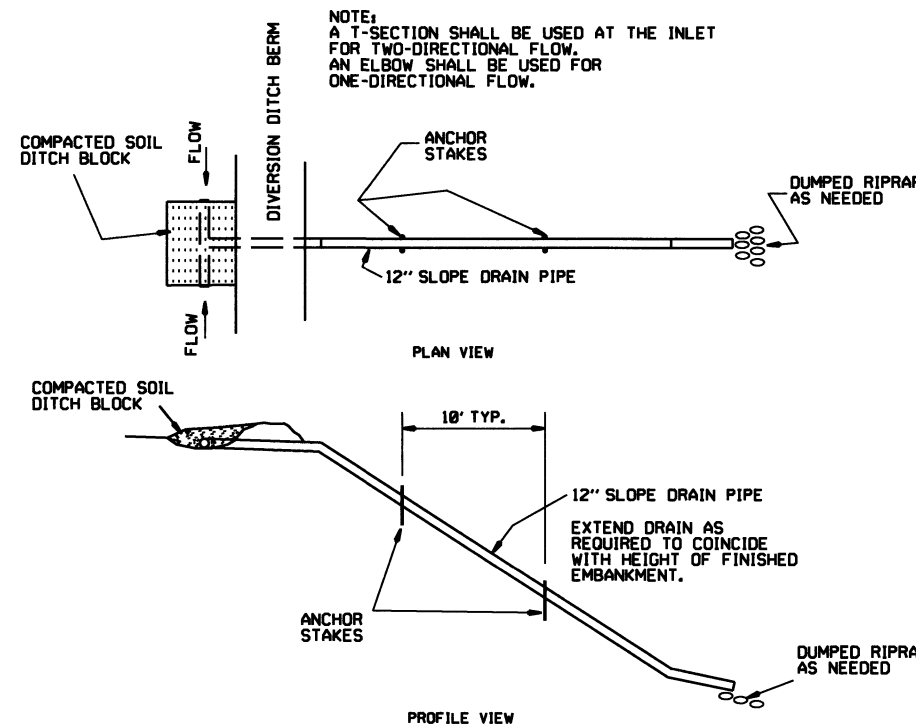 NOTE:
A T-SECTION SHALL BE USED AT THE INLET
FOR TWO-DIRECTIONAL FLOW.
AN ELBOW SHALL BE USED FOR
ONE-DIRECTIONAL FLOW.
DIVERSION DITCH BERM
COMPACTED SOIL
DITCH BLOCK
FLOW
ANCHOR
STAKES
DUMPED RIPRAP
AS NEEDED
12" SLOPE DRAIN PIPE
FLOW
PLAN VIEW
COMPACTED SOIL
DITCH BLOCK
10' TYP.
12" SLOPE DRAIN PIPE
EXTEND DRAIN AS
REQUIRED TO COINCIDE
WITH HEIGHT OF FINISHED
EMBANKMENT.
ANCHOR
STAKES
DUMPED RIPRA
AS NEEDED
PROFILE VIEW